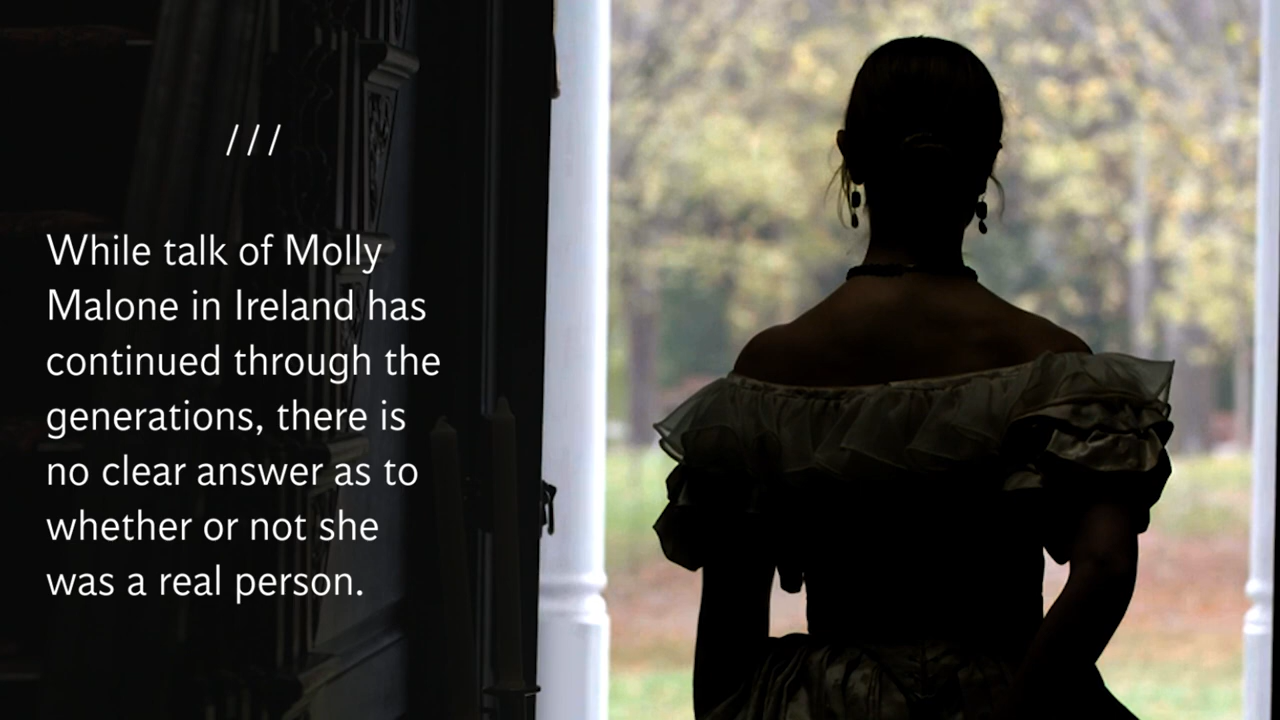 ///
While talk of Molly
Malone in Ireland has
continued through the
generations, there is
no clear answer as to
whether or not she
was a real person.